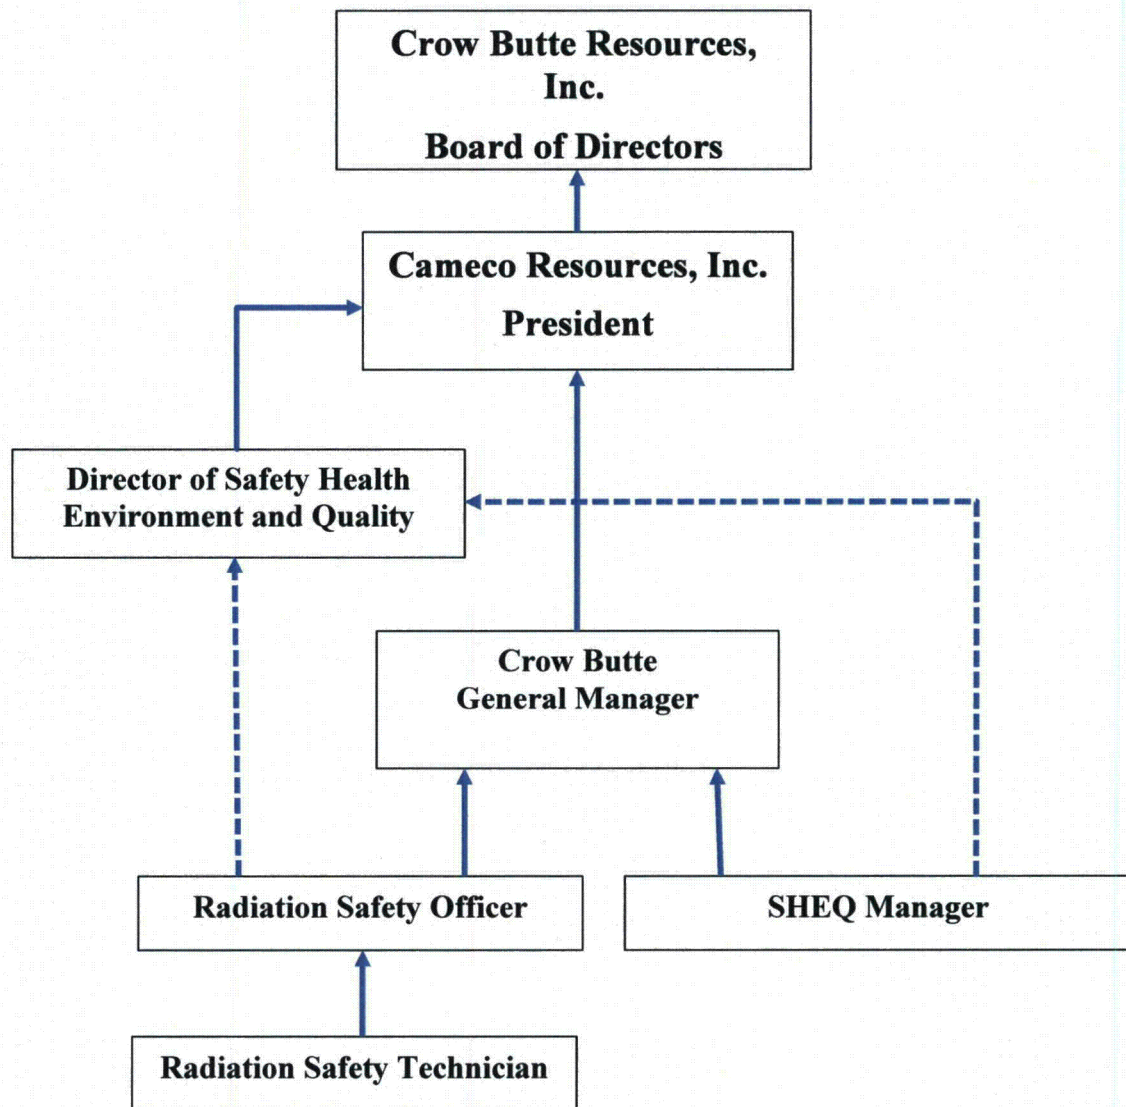 Crow Butte Resources,
Inc.
Board of Directors
Cameco Resources, Inc.
President
Director of Safety Health
Environment and Quality
Crow Butte
General Manager
Radiation Safety Officer
SHEQ Manager
Radiation Safety Technician